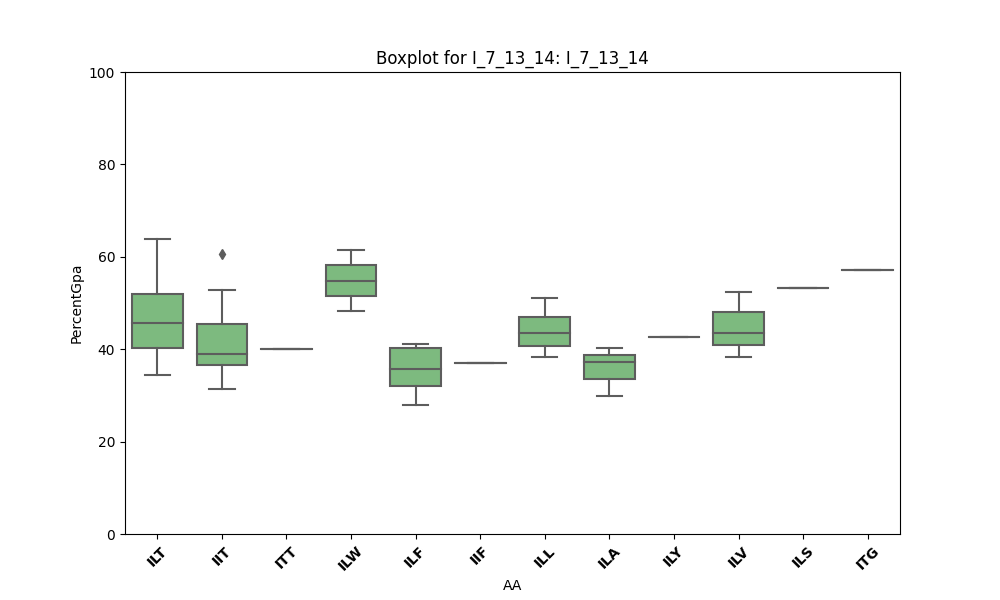 Boxplot for I_7_13_14: I_7_13_14
PercentGpa
100
80
60
40
20
0
ILT
IIT
ITT
ILW
ILF
IIF
ILL
ILA
ILY
ILV
ILS
ITG
AA